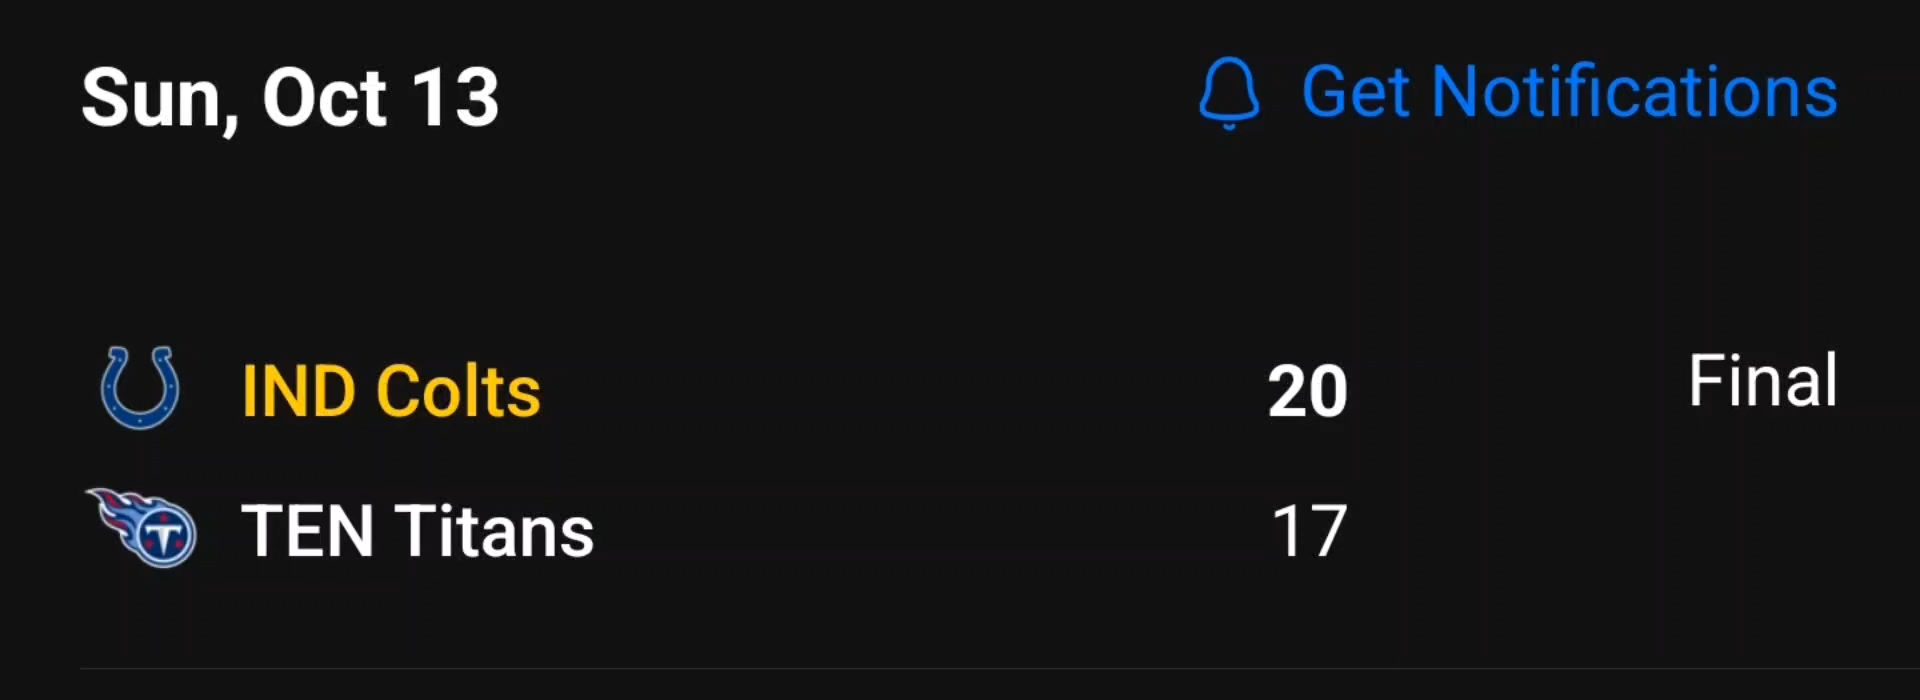 Sun, Oct 13
Get Notifications
IND Colts 20 Final
TEN Titans 17